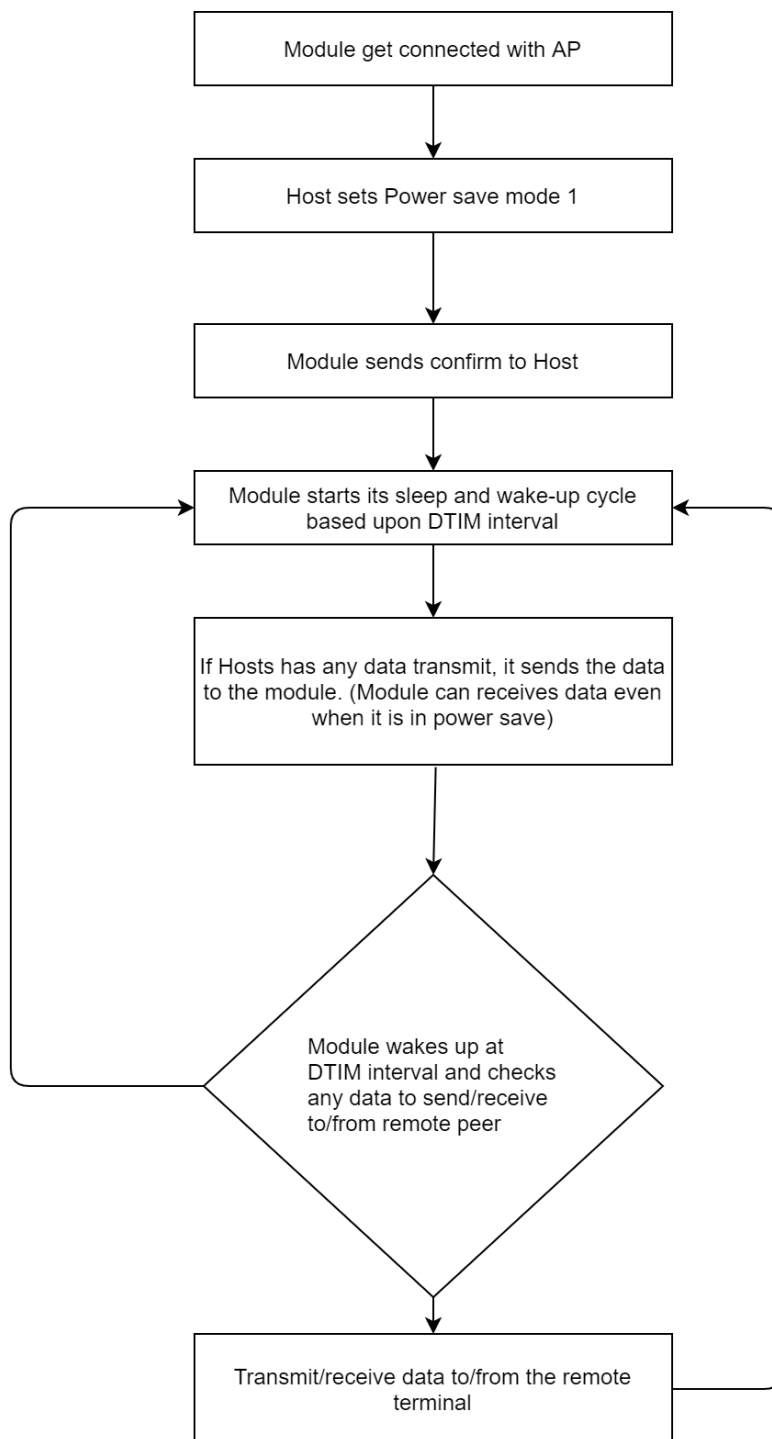 Module get connected with AP
Host sets Power save mode 1
Module sends confirm to Host
Module starts its sleep and wake-up cycle
based upon DTIM interval
If Hosts has any data transmit, it sends the data
to the module. (Module can receives data even
when it is in power save)
Module wakes up at
DTIM interval and checks
any data to send/receive
to/from remote peer
Transmit/receive data to/from the remote
terminal